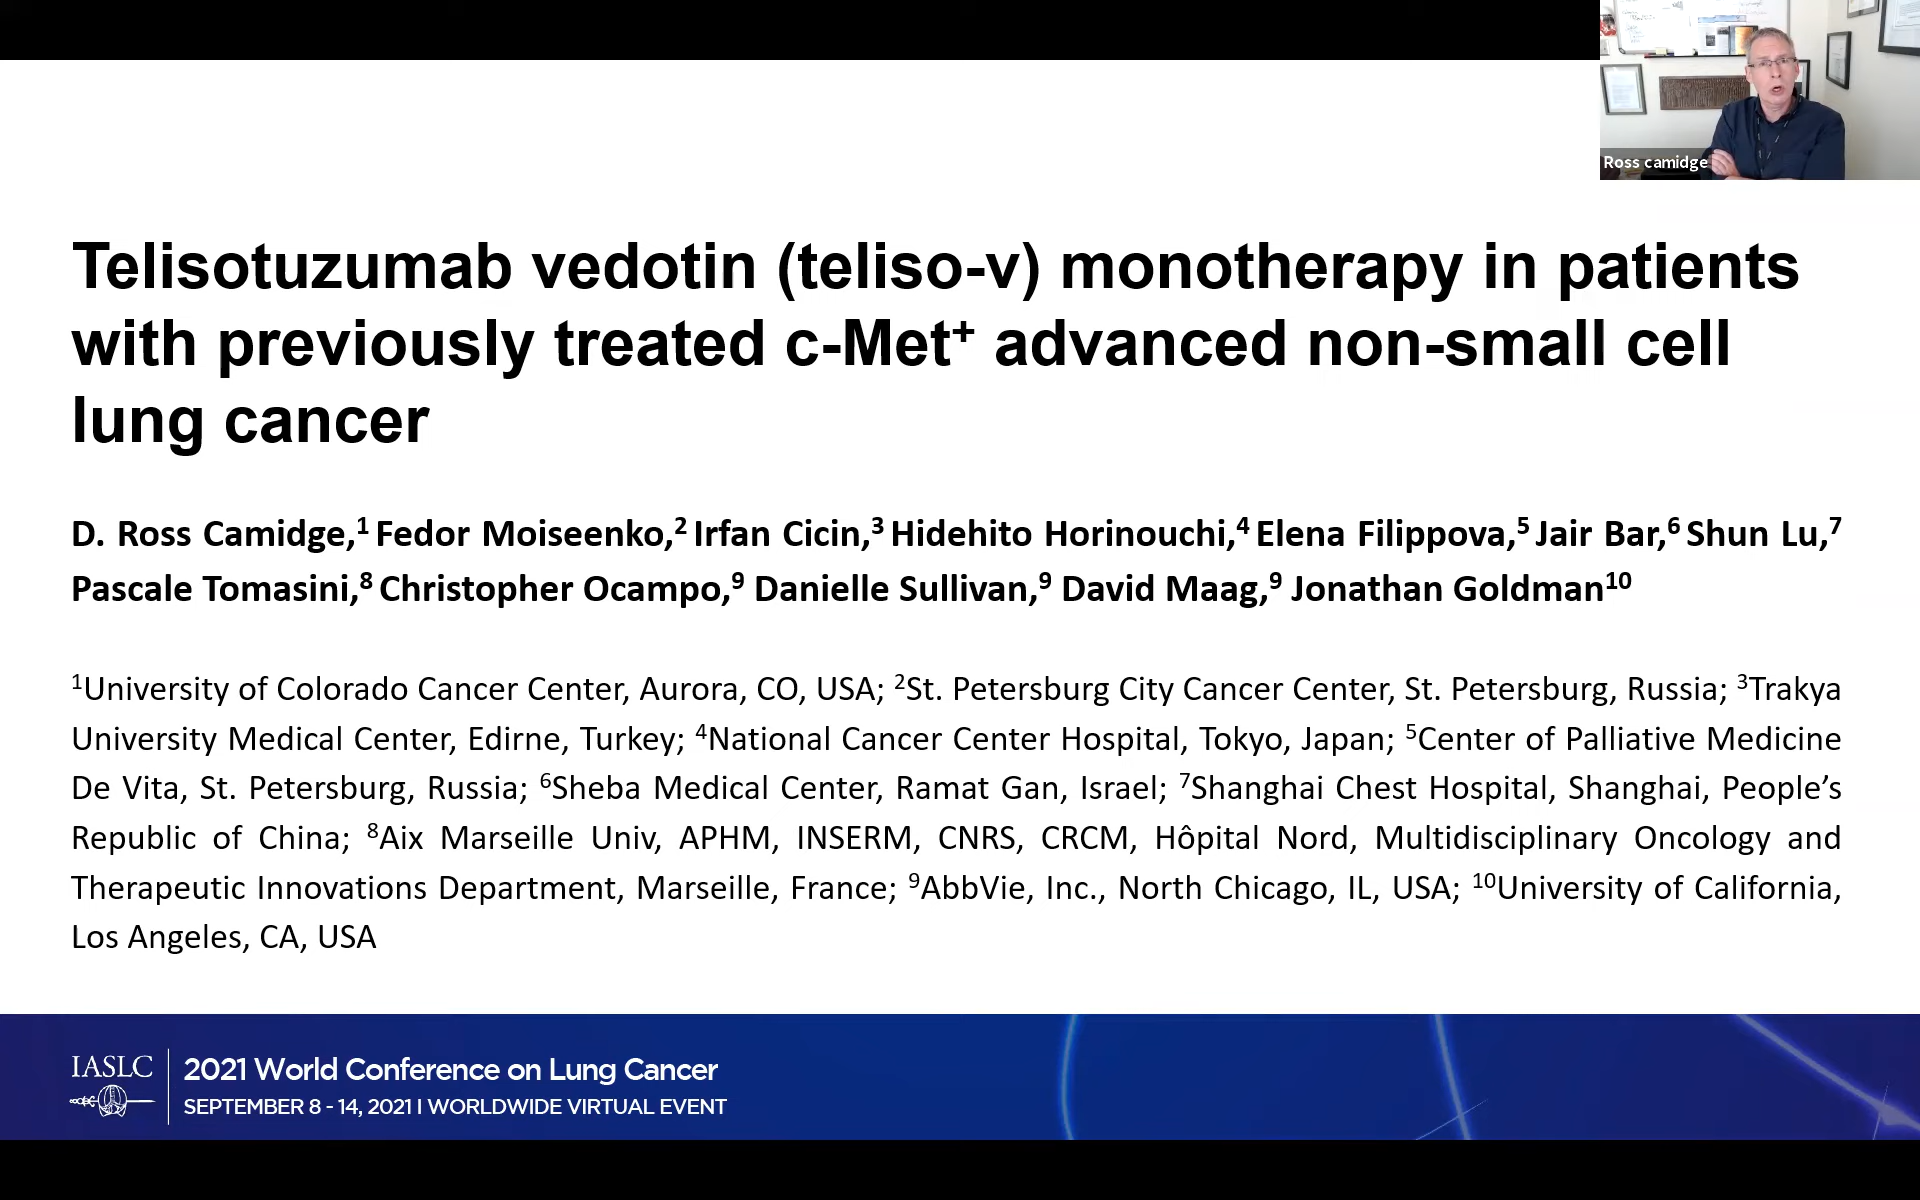 Ross camidge
Telisotuzumab vedotin (teliso-v) monotherapy in patients
with previously treated c-Met⁺ advanced non-small cell
lung cancer
D. Ross Camidge,¹ Fedor Moiseenko,² Irfan Cicin,³ Hidehito Horinouchi,⁴ Elena Filippova,⁵ Jair Bar,⁶ Shun Lu,⁷
Pascale Tomasini,⁸ Christopher Ocampo,⁹ Danielle Sullivan,⁹ David Maag,⁹ Jonathan Goldman¹⁰
¹University of Colorado Cancer Center, Aurora, CO, USA; ²St. Petersburg City Cancer Center, St. Petersburg, Russia; ³Trakya
University Medical Center, Edirne, Turkey; ⁴National Cancer Center Hospital, Tokyo, Japan; ⁵Center of Palliative Medicine
De Vita, St. Petersburg, Russia; ⁶Sheba Medical Center, Ramat Gan, Israel; ⁷Shanghai Chest Hospital, Shanghai, People’s
Republic of China; ⁸Aix Marseille Univ, APHM, INSERM, CNRS, CRCM, Hôpital Nord, Multidisciplinary Oncology and
Therapeutic Innovations Department, Marseille, France; ⁹AbbVie, Inc., North Chicago, IL, USA; ¹⁰University of California,
Los Angeles, CA, USA
IASLC
2021 World Conference on Lung Cancer
SEPTEMBER 8 - 14, 2021 I WORLDWIDE VIRTUAL EVENT